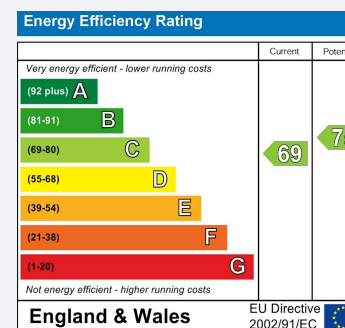 Energy Efficiency Rating
Current
Very energy efficient - lower running costs
(92 plus) A
(81-91) B
(69-80) C
69
(55-68) D
(39-54) E
(21-38) F
(1-20) G
Not energy efficient - higher running costs
England & Wales
EU Directive
2002/91/EC